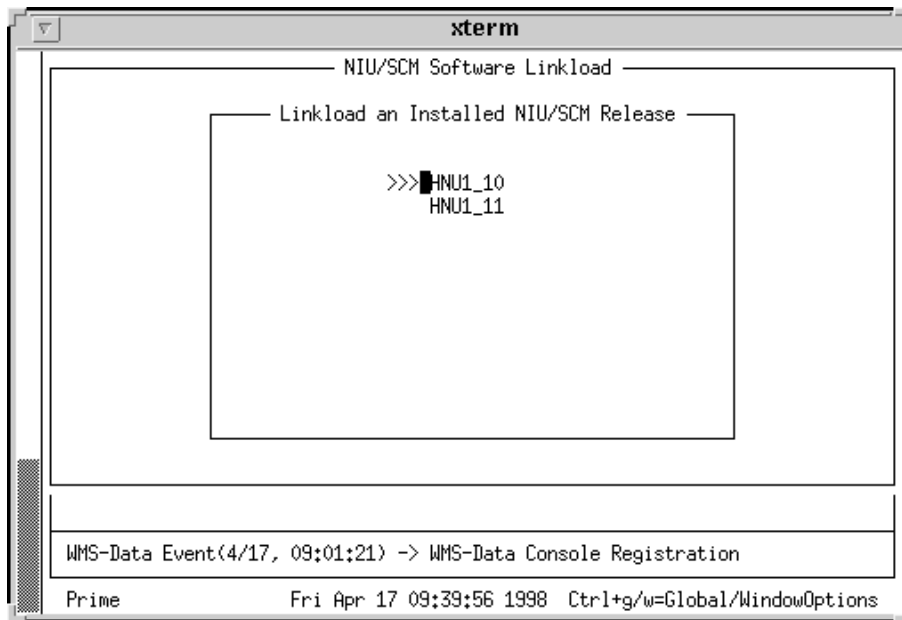 xterm
NIU/SCM Software Linkload
Linkload an Installed NIU/SCM Release
>>> HNU1_10
HNU1_11
WMS-Data Event(4/17, 09:01:21) -> WMS-Data Console Registration
Prime Fri Apr 17 09:39:56 1998 Ctrl+g/w=Global/WindowOptions